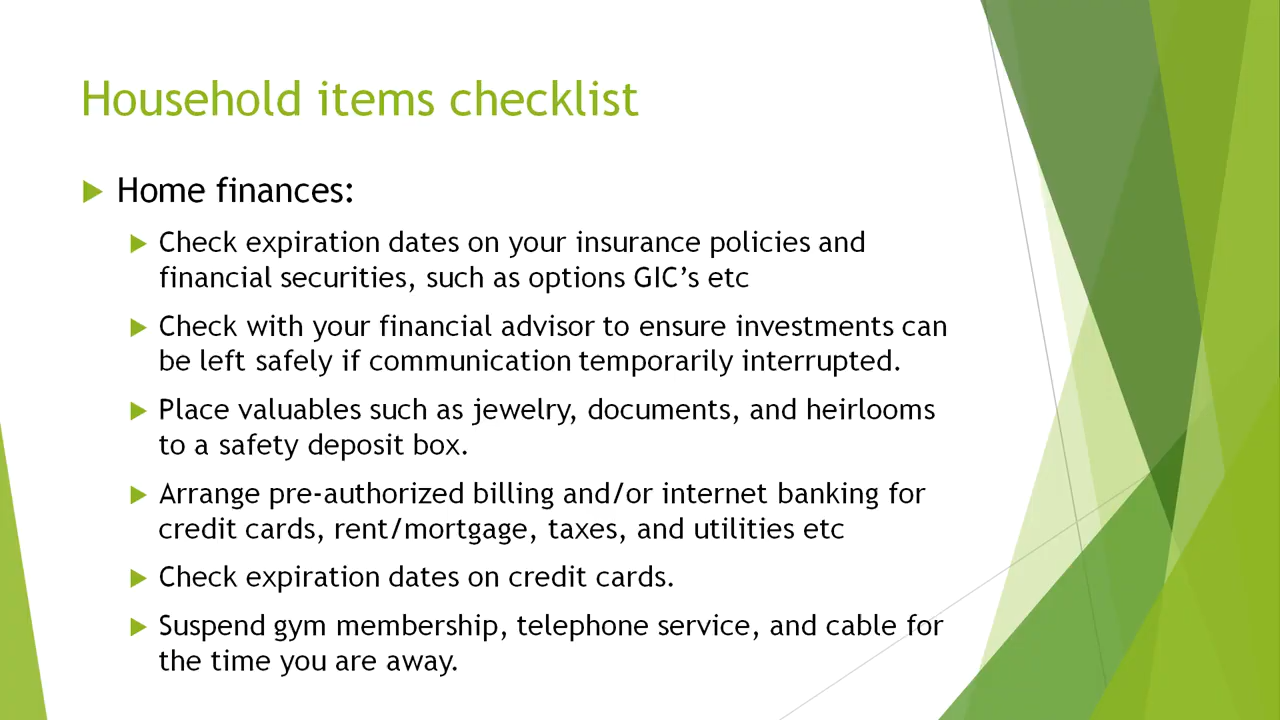 Household items checklist
Home finances:
Check expiration dates on your insurance policies and
financial securities, such as options GIC’s etc
Check with your financial advisor to ensure investments can
be left safely if communication temporarily interrupted.
Place valuables such as jewelry, documents, and heirlooms
to a safety deposit box.
Arrange pre-authorized billing and/or internet banking for
credit cards, rent/mortgage, taxes, and utilities etc
Check expiration dates on credit cards.
Suspend gym membership, telephone service, and cable for
the time you are away.